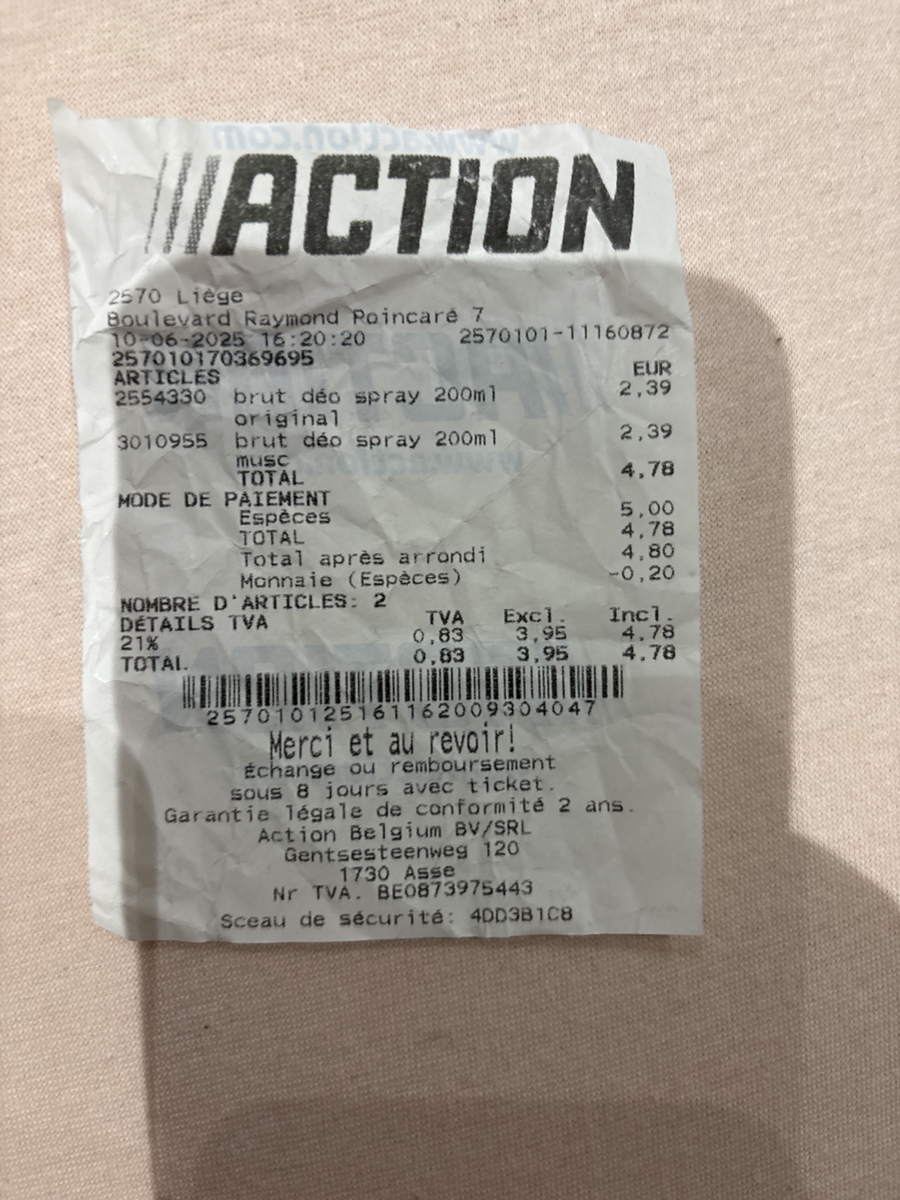 www.action.com
ACTION
2570 Liège
Boulevard Raymond Poincaré 7
10-06-2025 16:20:20 2570101-11160872
257010170369695
ARTICLES EUR
2554330 brut déo spray 200ml 2,39
original
3010955 brut déo spray 200ml 2,39
musc
TOTAL 4,78
MODE DE PAIEMENT
Espèces 5,00
TOTAL 4,78
Total après arrondi 4,80
Monnaie (Espèces) -0,20
NOMBRE D'ARTICLES: 2
DÉTAILS TVA TVA Excl. Incl.
21% 0,83 3,95 4,78
TOTAL 0,83 3,95 4,78
257010125161162009304047
Merci et au revoir!
Échange ou remboursement
sous 8 jours avec ticket.
Garantie légale de conformité 2 ans.
Action Belgium BV/SRL
Gentsesteenweg 120
1730 Asse
Nr TVA. BE0873975443
Sceau de sécurité: 4DD3B1C8